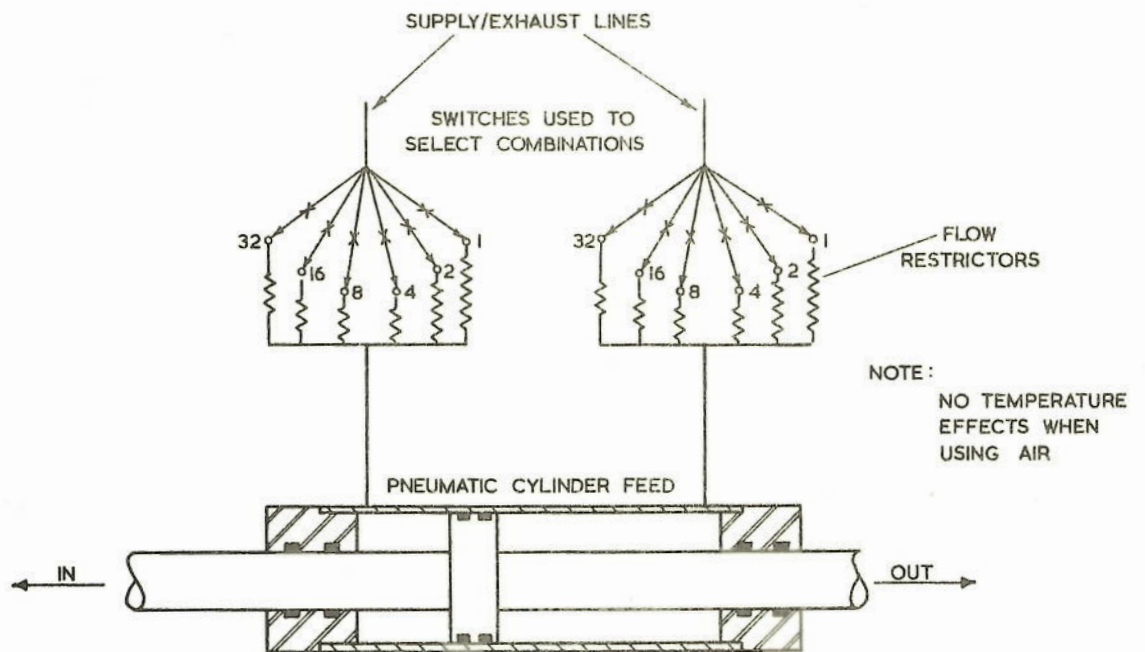 SUPPLY/EXHAUST LINES
SWITCHES USED TO
SELECT COMBINATIONS
32 16 8 4 2 1
32 16 8 4 2 1
FLOW
RESTRICTORS
NOTE:
NO TEMPERATURE
EFFECTS WHEN
USING AIR
PNEUMATIC CYLINDER FEED
IN
OUT